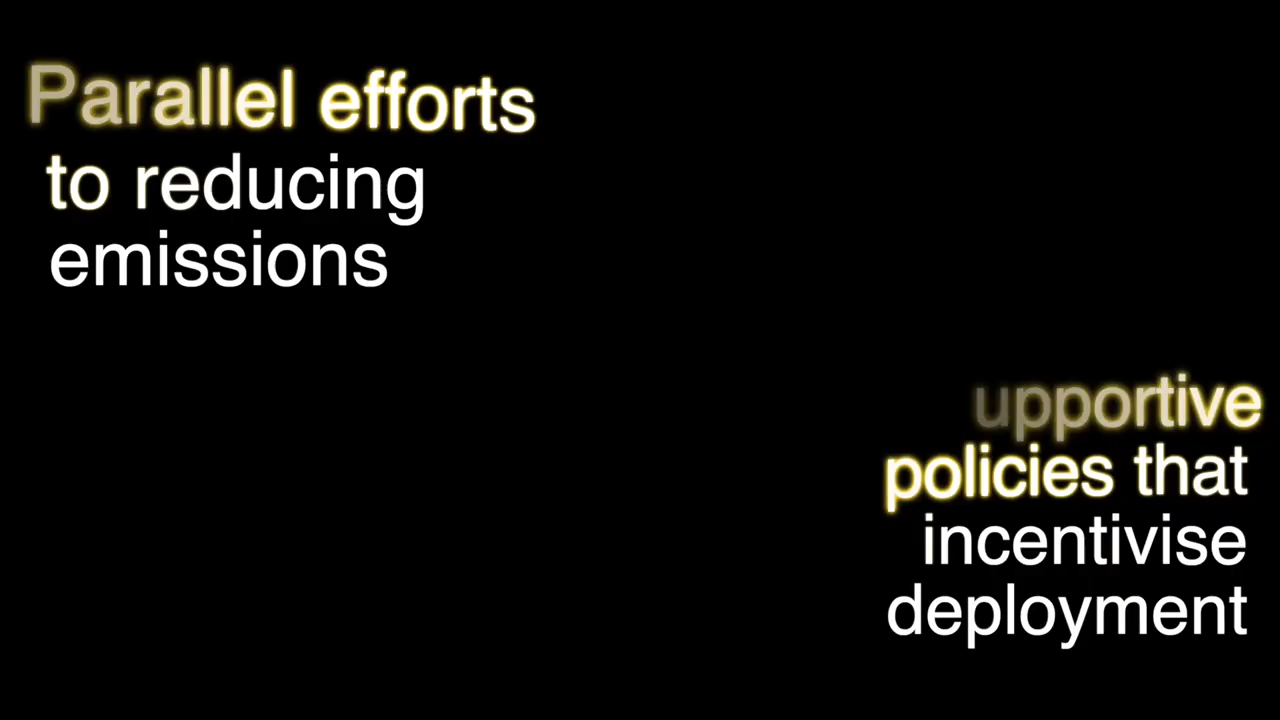 Parallel efforts
to reducing
emissions
upportive
policies that
incentivise
deployment